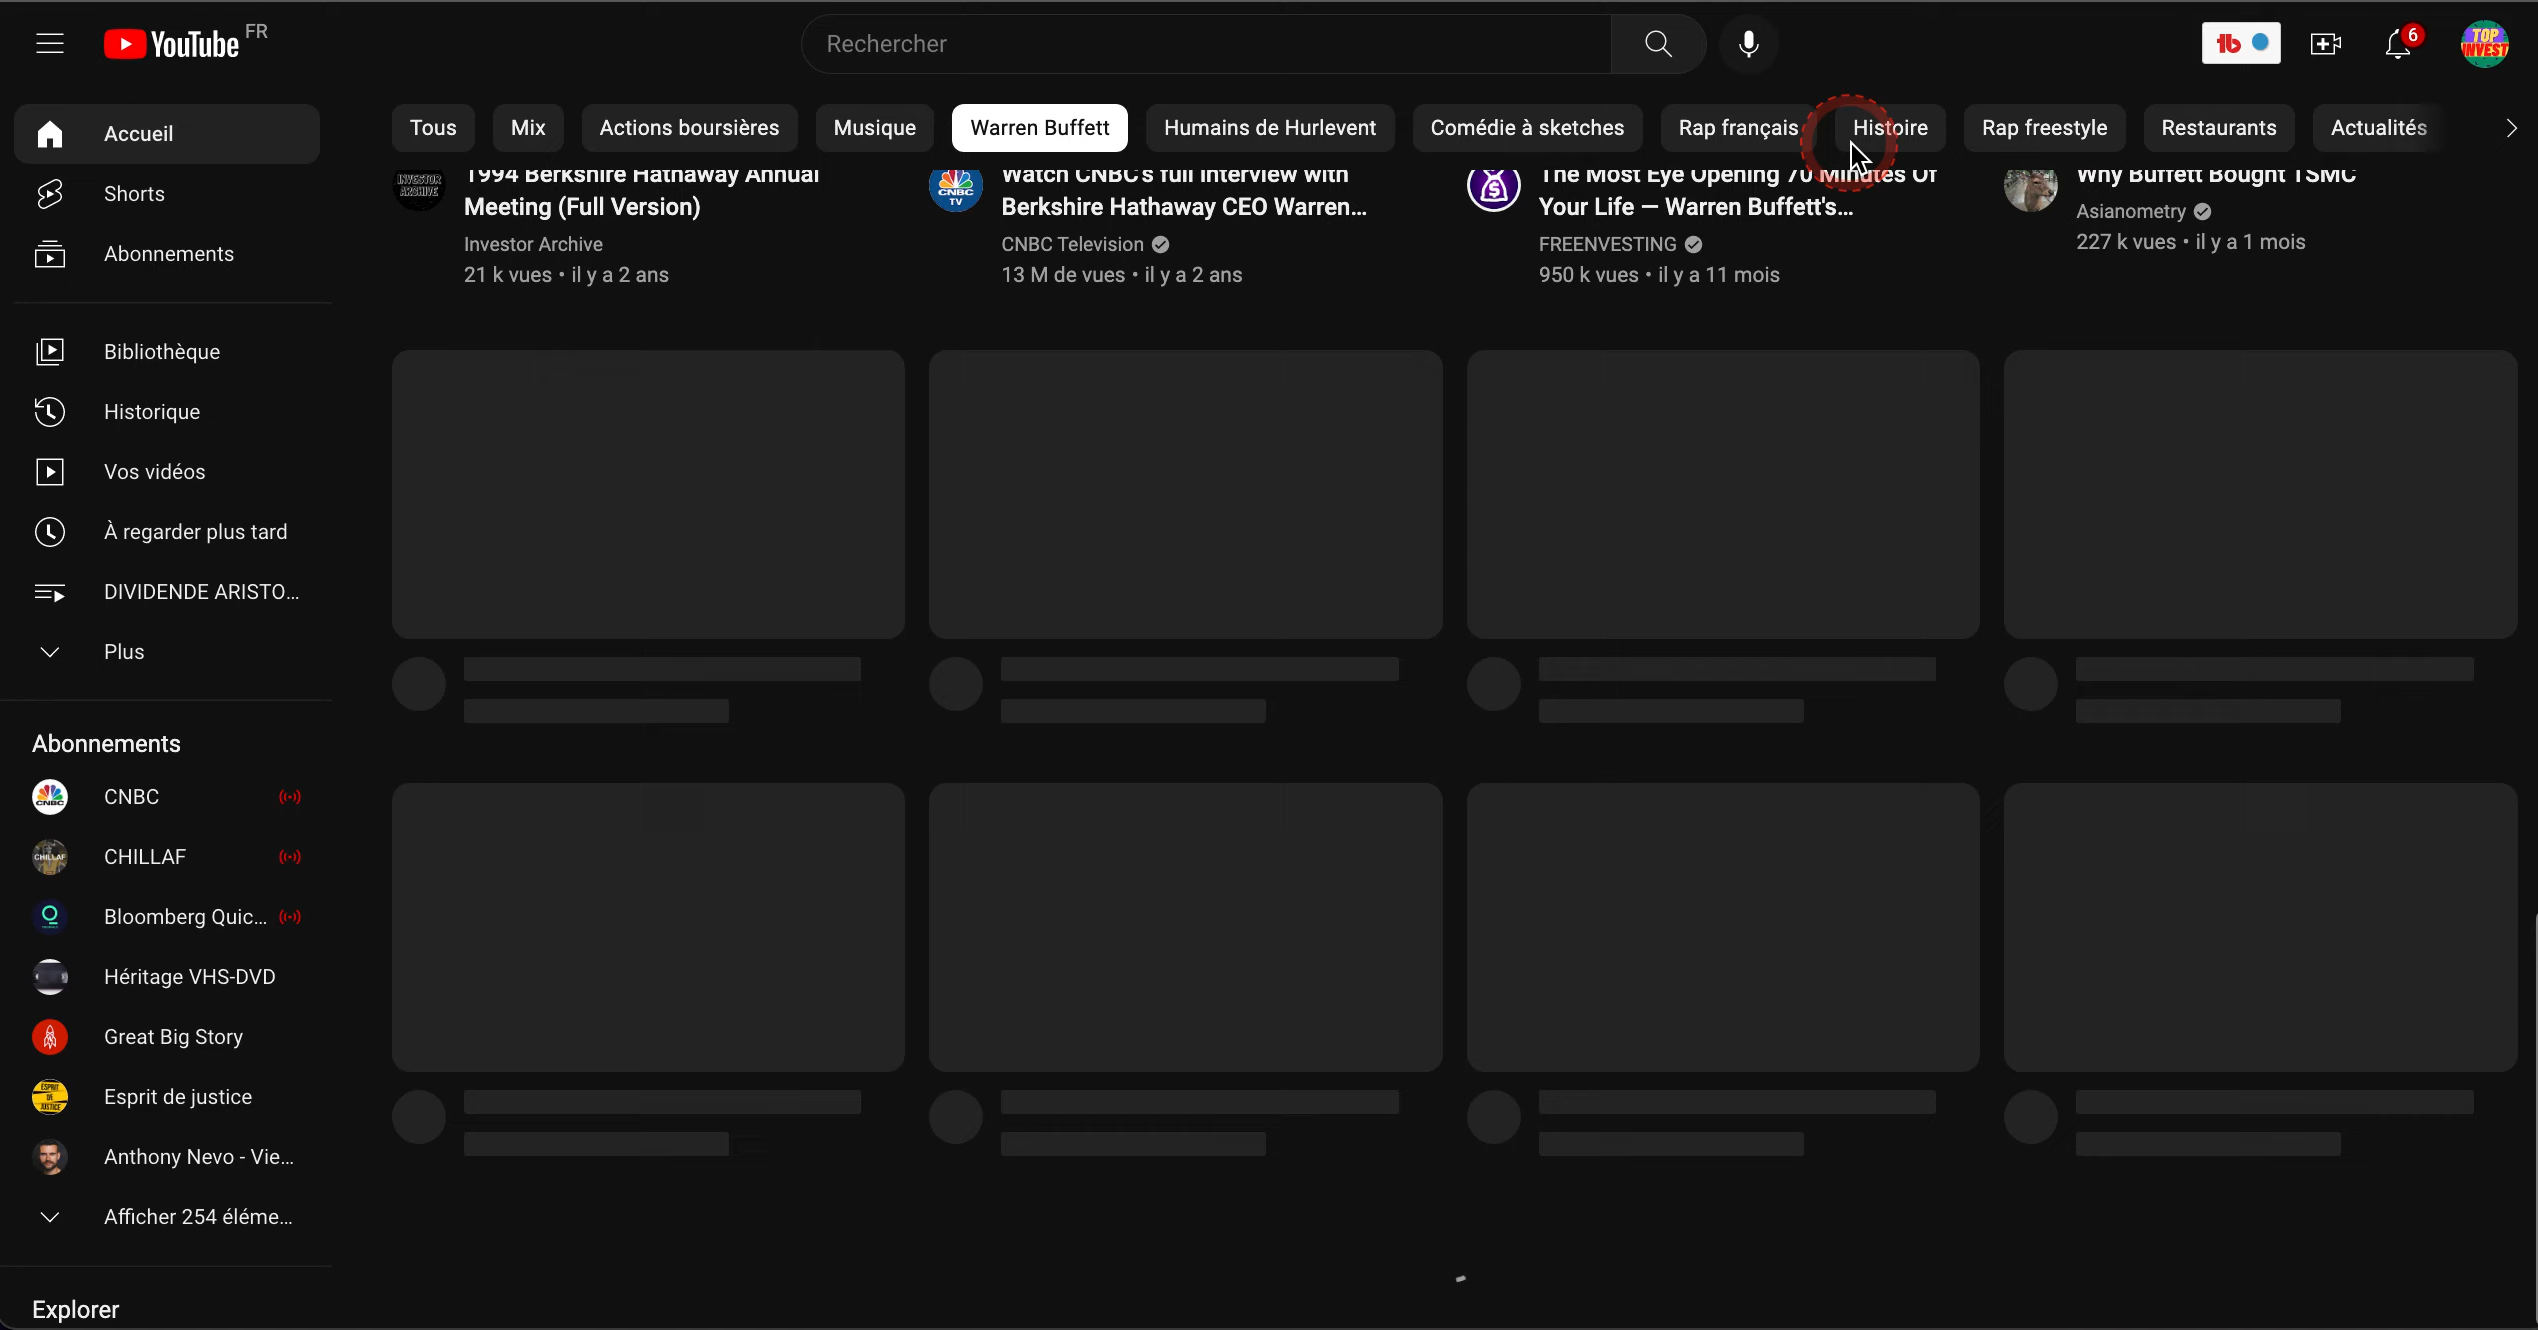 YouTube FR
Rechercher
6
TOP
INVEST
Accueil
Shorts
Abonnements
Bibliothèque
Historique
Vos vidéos
À regarder plus tard
DIVIDENDE ARISTO...
Plus
Abonnements
CNBC
CHILLAF
Bloomberg Quic...
Héritage VHS-DVD
Great Big Story
Esprit de justice
Anthony Nevo - Vie...
Afficher 254 éléme...
Explorer
Tous
Mix
Actions boursières
Musique
Warren Buffett
Humains de Hurlevent
Comédie à sketches
Rap français
Histoire
Rap freestyle
Restaurants
Actualités
INVESTOR
ARCHIVE
1994 Berkshire Hathaway Annual
Meeting (Full Version)
Investor Archive
21 k vues • il y a 2 ans
CNBC
TV
Watch CNBC's full interview with
Berkshire Hathaway CEO Warren...
CNBC Television
13 M de vues • il y a 2 ans
The Most Eye Opening 70 Minutes Of
Your Life — Warren Buffett's...
FREENVESTING
950 k vues • il y a 11 mois
Why Buffett Bought TSMC
Asianometry
227 k vues • il y a 1 mois